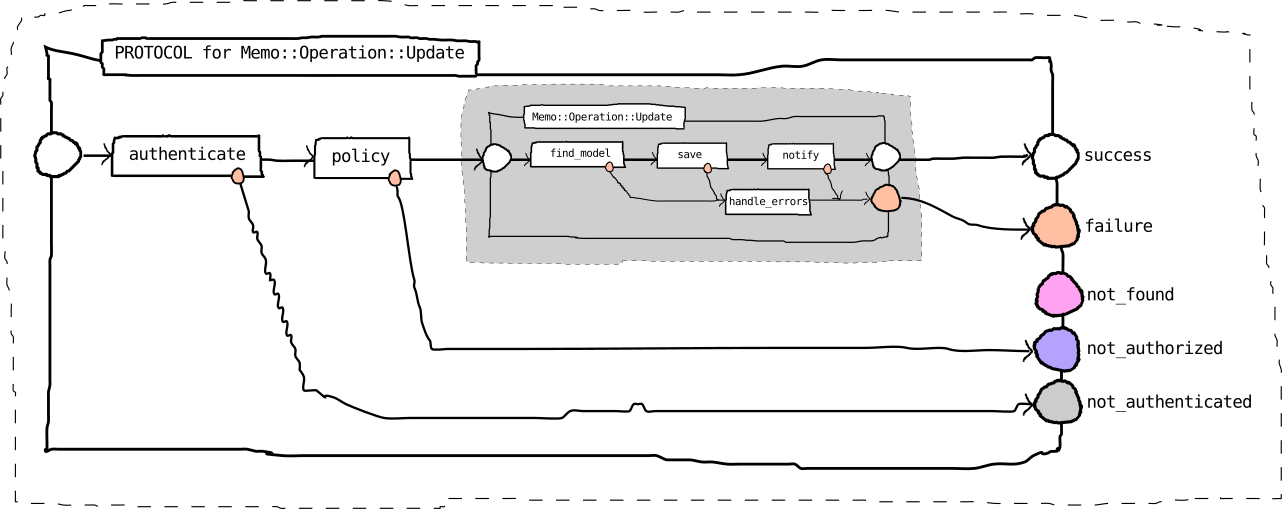 PROTOCOL for Memo::Operation::Update
Memo::Operation::Update
authenticate
policy
find_model
save
notify
handle_errors
success
failure
not_found
not_authorized
not_authenticated